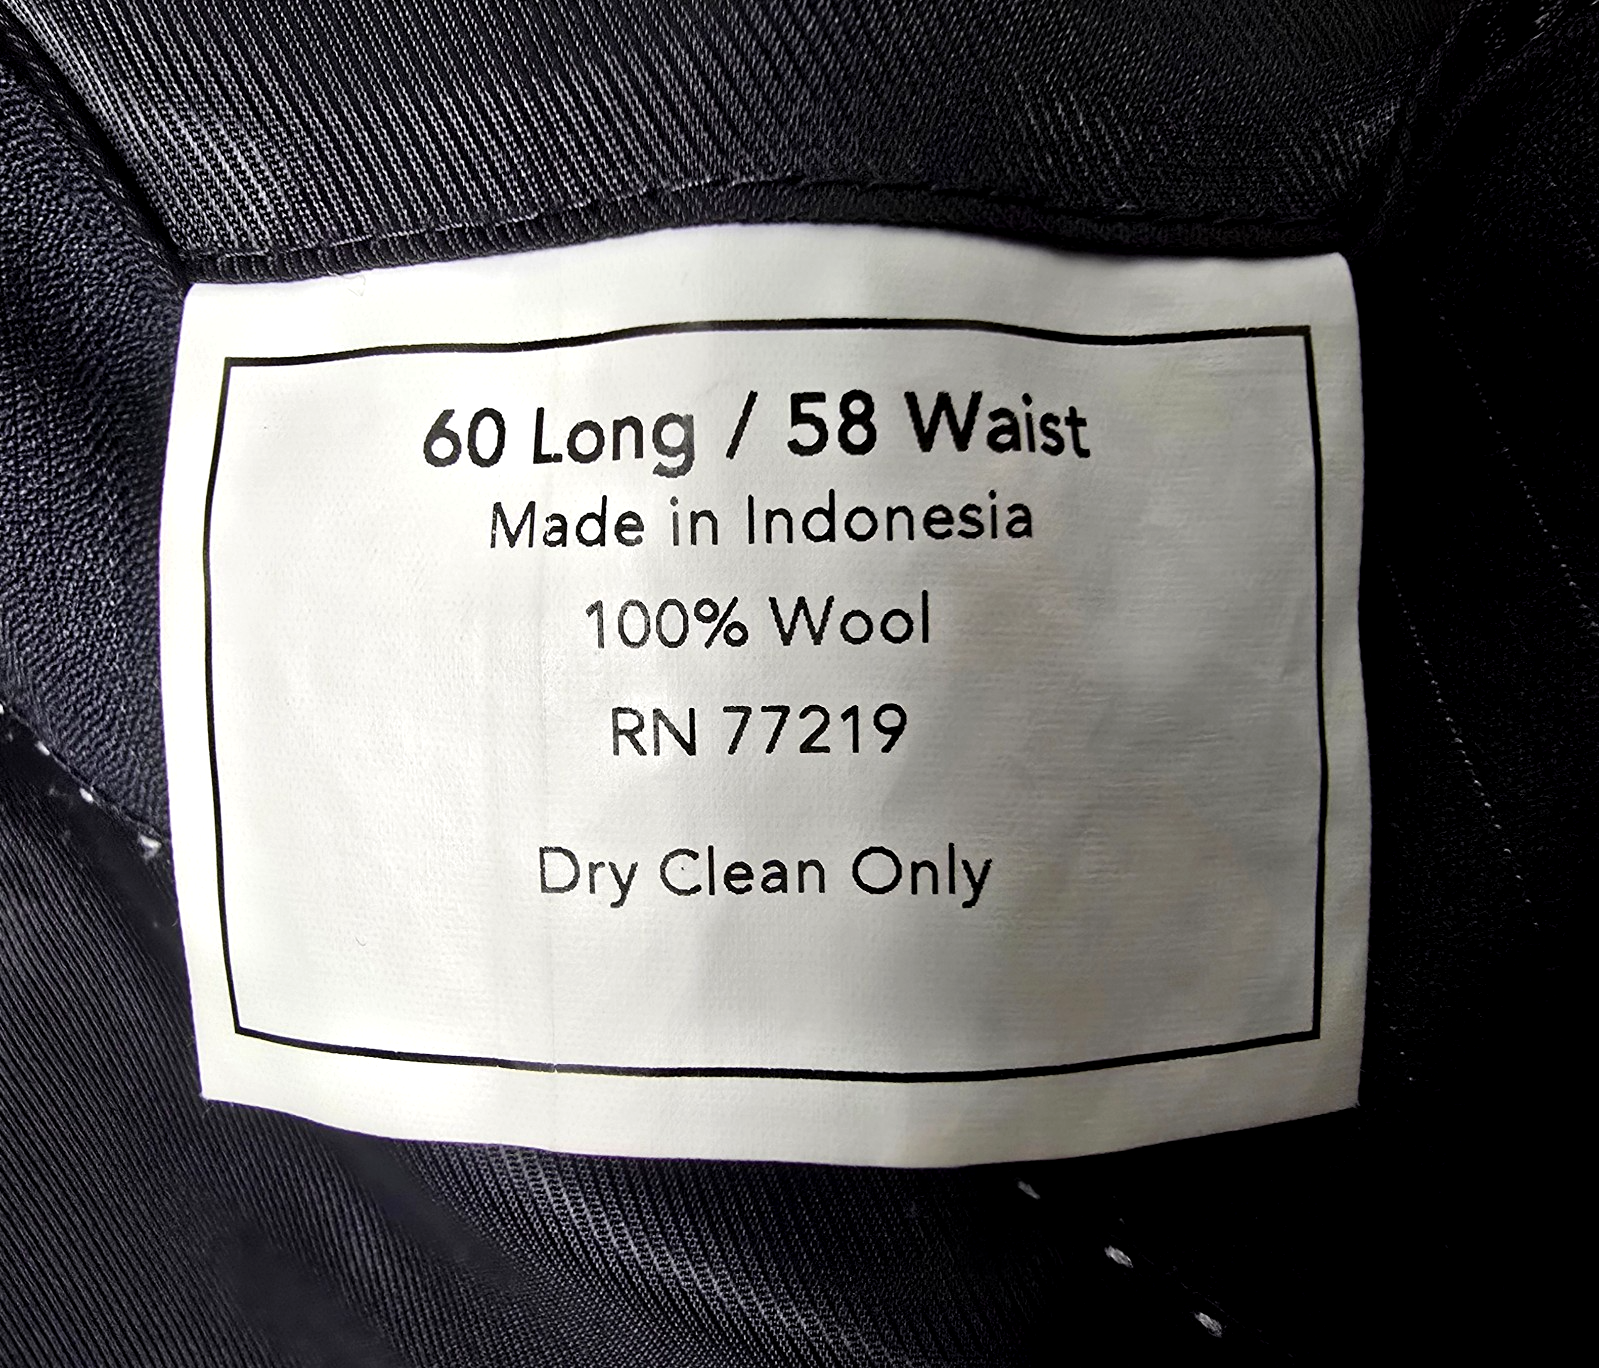 60 Long / 58 Waist
Made in Indonesia
100% Wool
RN 77219
Dry Clean Only